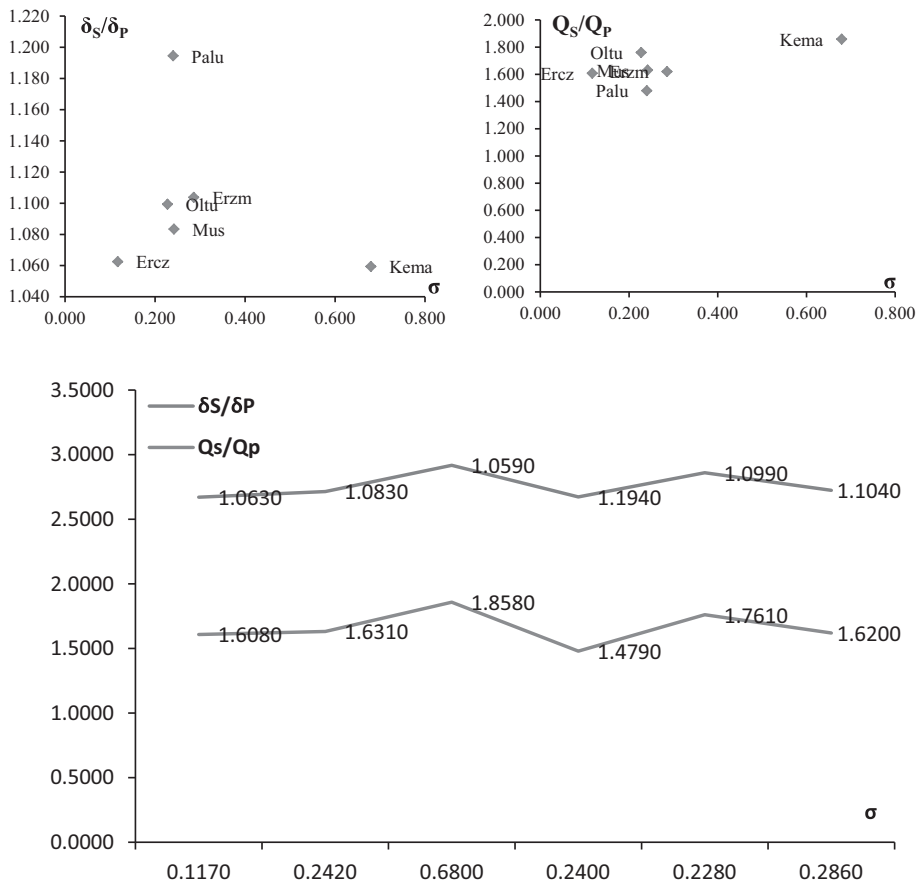 δS/δP
1.220
1.200
1.180
1.160
1.140
1.120
1.100
1.080
1.060
1.040
Palu
Erzm
Oltu
Mus
Ercz
Kema
σ
0.000 0.200 0.400 0.600 0.800
QS/QP
2.000
1.800
1.600
1.400
1.200
1.000
0.800
0.600
0.400
0.200
0.000
Kema
Oltu
Ercz
Mus
Erzm
Palu
σ
0.000 0.200 0.400 0.600 0.800
3.5000
3.0000
2.5000
2.0000
1.5000
1.0000
0.5000
0.0000
δS/δP
Qs/Qp
1.0630 1.0830 1.0590 1.1940 1.0990 1.1040
1.6080 1.6310 1.8580 1.4790 1.7610 1.6200
σ
0.1170 0.2420 0.6800 0.2400 0.2280 0.2860